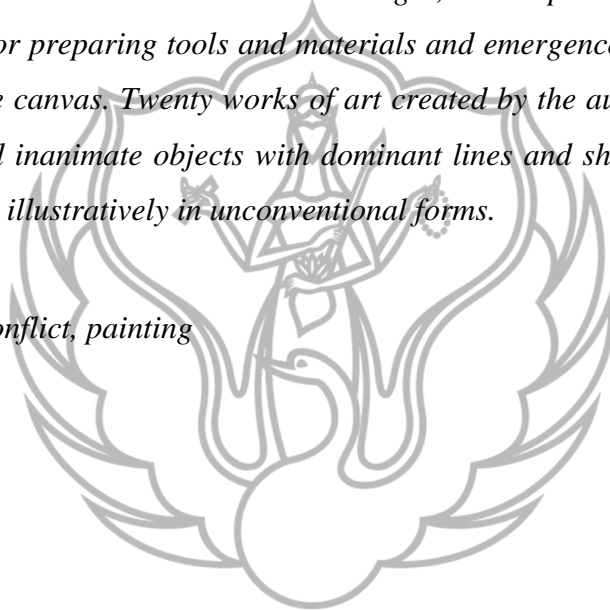 or preparing tools and materials and emergenc
canvas. Twenty works of art created by the au
inanimate objects with dominant lines and sh
illustratively in unconventional forms.
onflict, painting